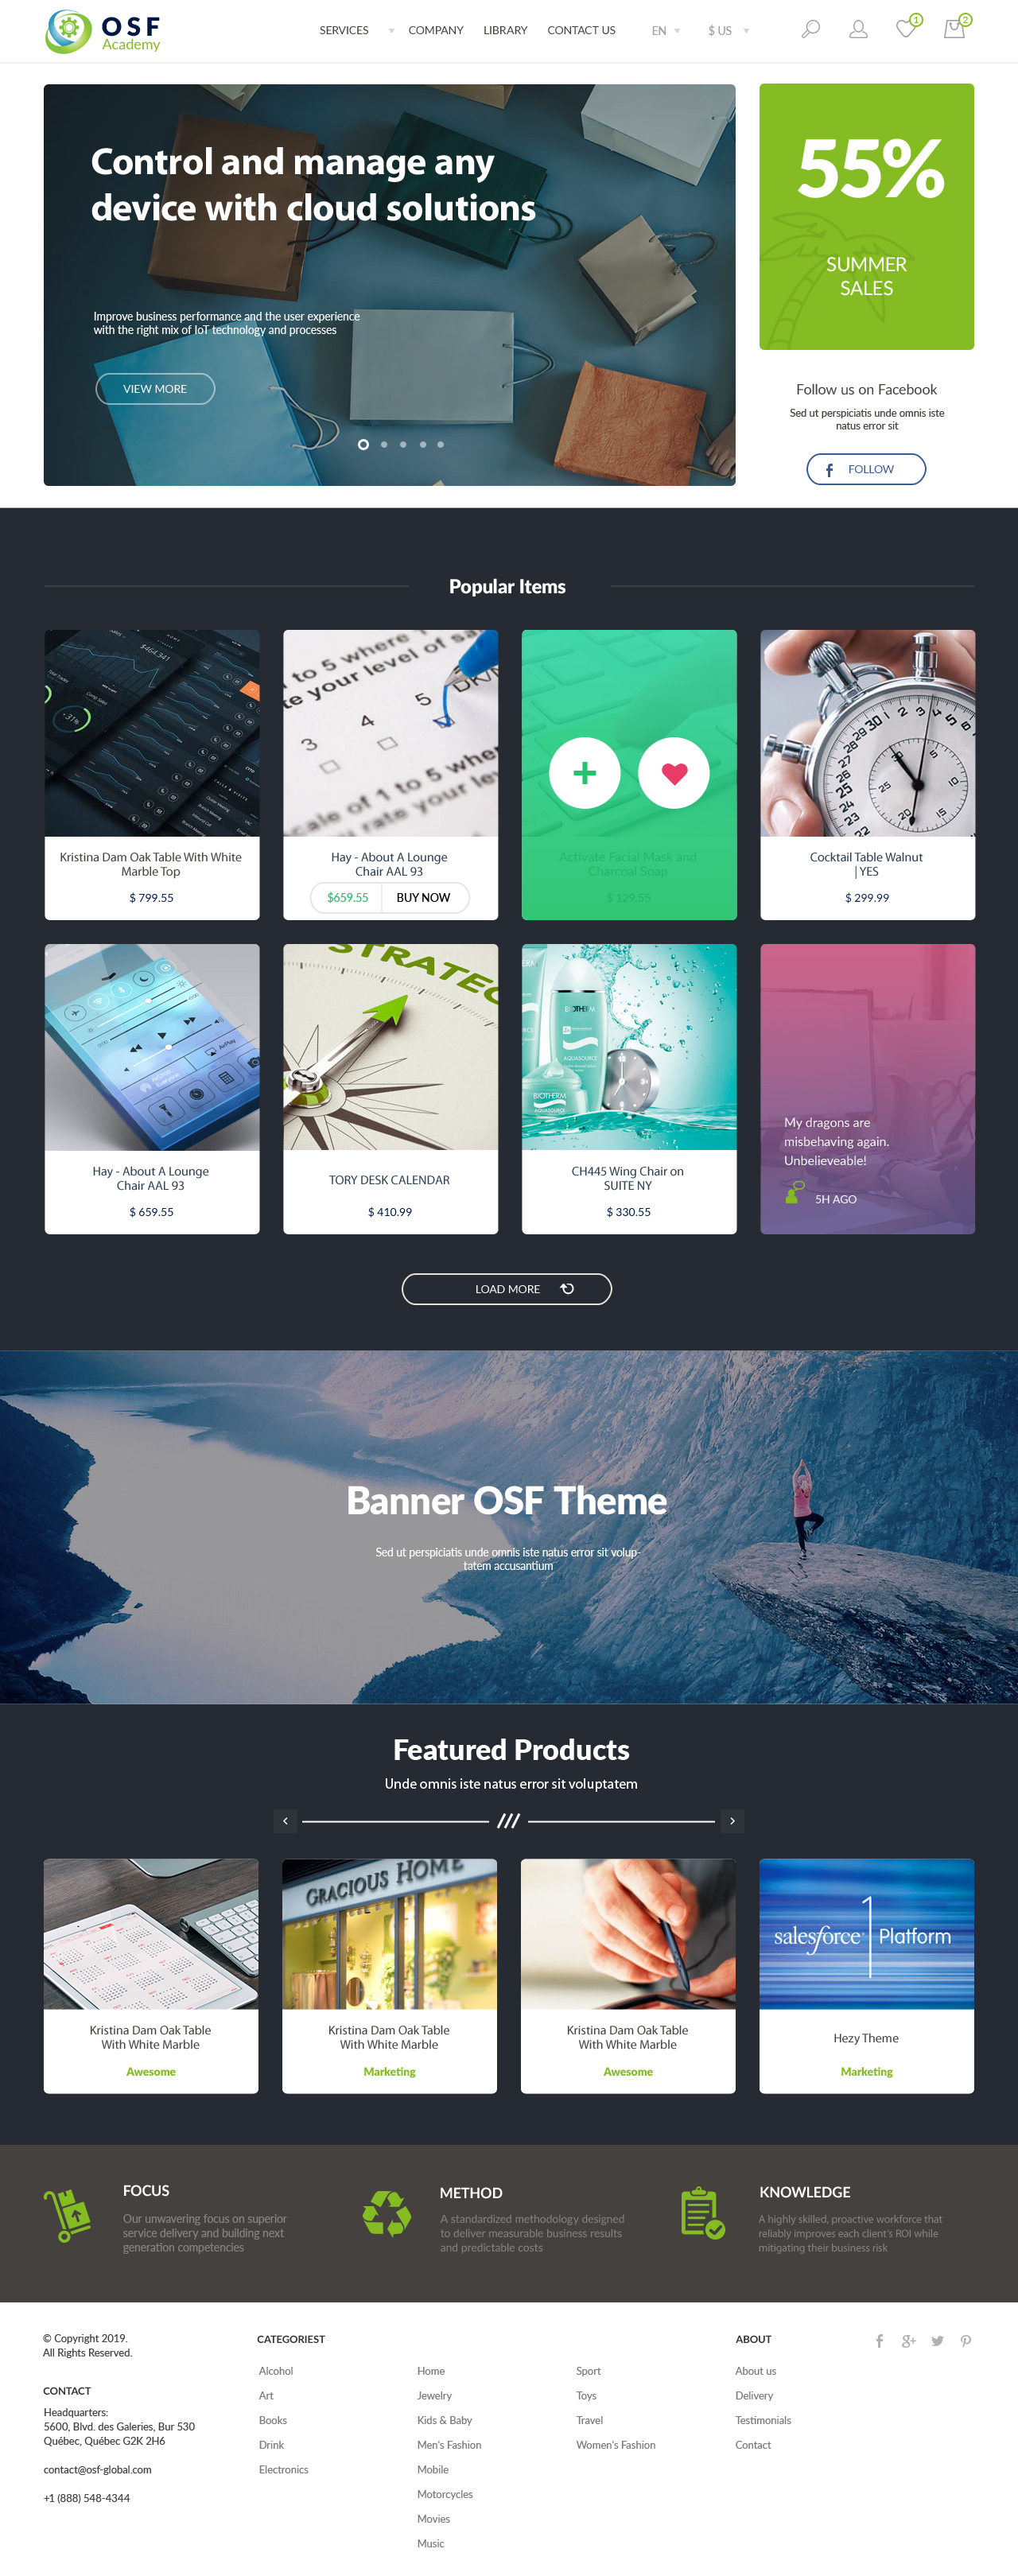 OSF
Academy
SERVICES
COMPANY
LIBRARY
CONTACT US
EN
$ US
1
2
Control and manage any
device with cloud solutions
Improve business performance and the user experience
with the right mix of IoT technology and processes
VIEW MORE
55%
SUMMER
SALES
Follow us on Facebook
Sed ut perspiciatis unde omnis iste
natus error sit
FOLLOW
Popular Items
Kristina Dam Oak Table With White
Marble Top
$ 799.55
Hay - About A Lounge
Chair AAL 93
$659.55
BUY NOW
Activate Facial Mask and
Charcoal Soap
$ 129.55
Cocktail Table Walnut
| YES
$ 299.99
Hay - About A Lounge
Chair AAL 93
$ 659.55
STRATEG
TORY DESK CALENDAR
$ 410.99
BIOTHERM
AQUASOURCE
BIOTHERM
AQUASOURCE
CH445 Wing Chair on
SUITE NY
$ 330.55
My dragons are
misbehaving again.
Unbelieveable!
5H AGO
LOAD MORE
Banner OSF Theme
Sed ut perspiciatis unde omnis iste natus error sit volup-
tatem accusantium
Featured Products
Unde omnis iste natus error sit voluptatem
GRACIOUS HOME
salesforce1 Platform
Kristina Dam Oak Table
With White Marble
Awesome
Kristina Dam Oak Table
With White Marble
Marketing
Kristina Dam Oak Table
With White Marble
Awesome
Hezy Theme
Marketing
FOCUS
Our unwavering focus on superior
service delivery and building next
generation competencies
METHOD
A standardized methodology designed
to deliver measurable business results
and predictable costs
KNOWLEDGE
A highly skilled, proactive workforce that
reliably improves each client's ROI while
mitigating their business risk
© Copyright 2019.
All Rights Reserved.
CONTACT
Headquarters:
5600, Blvd. des Galeries, Bur 530
Québec, Québec G2K 2H6
contact@osf-global.com
+1 (888) 548-4344
CATEGORIEST
Alcohol
Art
Books
Drink
Electronics
Home
Jewelry
Kids & Baby
Men's Fashion
Mobile
Motorcycles
Movies
Music
Sport
Toys
Travel
Women's Fashion
ABOUT
About us
Delivery
Testimonials
Contact